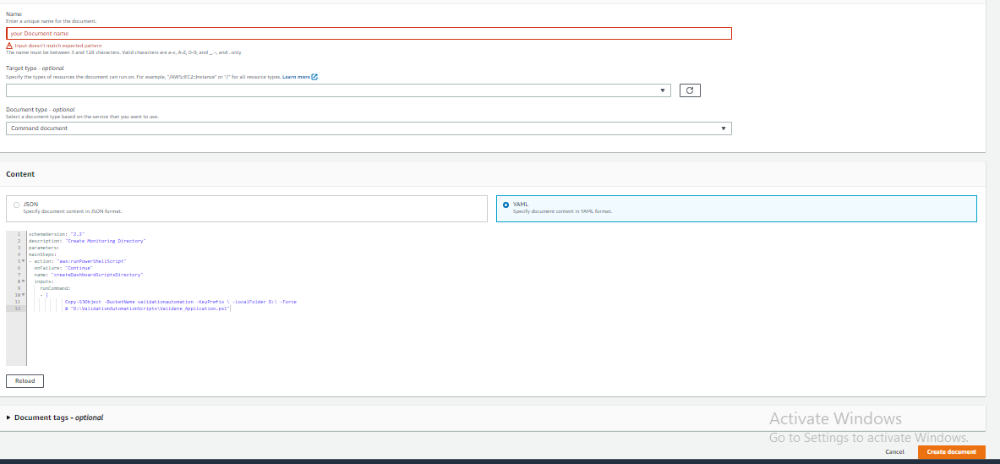 Name
Enter a unique name for the document.
your Document name
Input doesn't match expected pattern
The name must be between 3 and 128 characters. Valid characters are a-z, A-Z, 0-9, and _, -, and . only
Target type - optional
Specify the types of resources the document can run on. For example, "/AWS::EC2::Instance" or "/" for all resource types. Learn more
Document type - optional
Select a document type based on the service that you want to use.
Command document
Content
JSON
Specify document content in JSON format.
YAML
Specify document content in YAML format.
1 schemaVersion: "2.2"
2 description: "Create Monitoring Directory"
3 parameters:
4 mainSteps:
5 - action: "aws:runPowerShellScript"
6 onFailure: "Continue"
7 name: "createDashboardScriptsDirectory"
8 inputs:
9 runCommand:
10 - |
11 Copy-S3Object -BucketName validationautomation -KeyPrefix \ -LocalFolder D:\ -Force
12 & "D:\ValidationAutomationScripts\Validate_Application.ps1"
Reload
Document tags - optional
Activate Windows
Go to Settings to activate Windows.
Cancel
Create document